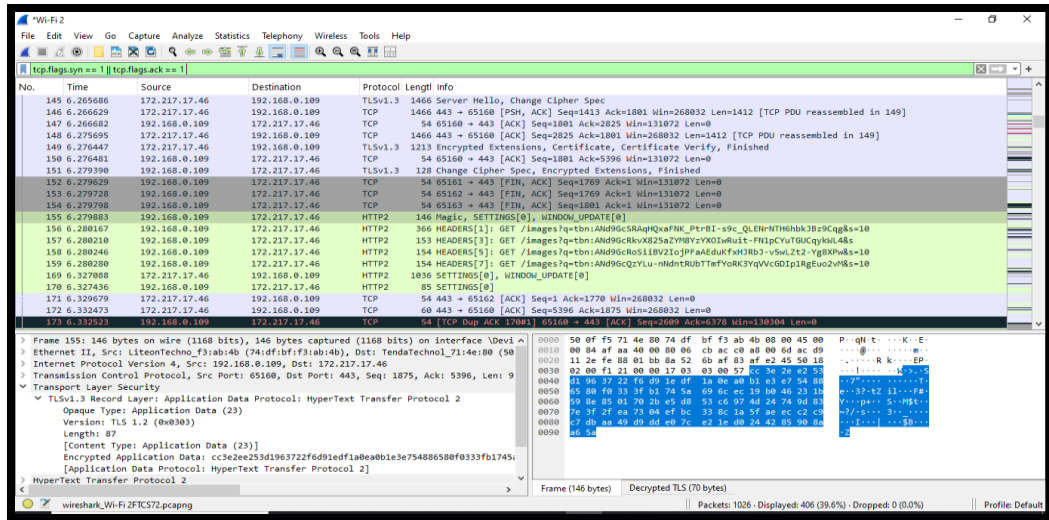 *Wi-Fi 2
File Edit View Go Capture Analyze Statistics Telephony Wireless Tools Help
tcp.flags.syn == 1 || tcp.flags.ack == 1
No. Time Source Destination Protocol Lengtl Info
145 6.265686 172.217.17.46 192.168.0.109 TLSv1.3 1466 Server Hello, Change Cipher Spec
146 6.266629 172.217.17.46 192.168.0.109 TCP 1466 443 → 65160 [PSH, ACK] Seq=1413 Ack=1801 Win=268032 Len=1412 [TCP PDU reassembled in 149]
147 6.266682 192.168.0.109 172.217.17.46 TCP 54 65160 → 443 [ACK] Seq=1801 Ack=2825 Win=131072 Len=0
148 6.275695 172.217.17.46 192.168.0.109 TCP 1466 443 → 65160 [ACK] Seq=2825 Ack=1801 Win=268032 Len=1412 [TCP PDU reassembled in 149]
149 6.276447 172.217.17.46 192.168.0.109 TLSv1.3 1213 Encrypted Extensions, Certificate, Certificate Verify, Finished
150 6.276481 192.168.0.109 172.217.17.46 TCP 54 65160 → 443 [ACK] Seq=1801 Ack=5396 Win=131072 Len=0
151 6.279390 192.168.0.109 172.217.17.46 TLSv1.3 128 Change Cipher Spec, Encrypted Extensions, Finished
152 6.279629 192.168.0.109 172.217.17.46 TCP 54 65161 → 443 [FIN, ACK] Seq=1769 Ack=1 Win=131072 Len=0
153 6.279728 192.168.0.109 172.217.17.46 TCP 54 65162 → 443 [FIN, ACK] Seq=1769 Ack=1 Win=131072 Len=0
154 6.279798 192.168.0.109 172.217.17.46 TCP 54 65163 → 443 [FIN, ACK] Seq=1801 Ack=1 Win=131072 Len=0
155 6.279883 192.168.0.109 172.217.17.46 HTTP2 146 Magic, SETTINGS[0], WINDOW_UPDATE[0]
156 6.280167 192.168.0.109 172.217.17.46 HTTP2 366 HEADERS[1]: GET /images?q=tbn:ANd9GcSRAqHQxaFNK_PtrBI-s9c_QLENrNTH6hbkJBz9Cqg&s=10
157 6.280210 192.168.0.109 172.217.17.46 HTTP2 153 HEADERS[3]: GET /images?q=tbn:ANd9GcRkvX825aZYM8YzYXOIwRuit-FN1pCYuTGUCqykWL4&s
158 6.280246 192.168.0.109 172.217.17.46 HTTP2 154 HEADERS[5]: GET /images?q=tbn:ANd9GcRoSiiBV2IojPFaAEduKfxHJRbJ-v5wLZt2-Yg8XPw&s=10
159 6.280280 192.168.0.109 172.217.17.46 HTTP2 154 HEADERS[7]: GET /images?q=tbn:ANd9GcQzYLu-nNdntRUbTTmfYoRK3YqVVcGDIp1RgEuo2vM&s=10
169 6.327088 172.217.17.46 192.168.0.109 HTTP2 1036 SETTINGS[0], WINDOW_UPDATE[0]
170 6.327436 192.168.0.109 172.217.17.46 HTTP2 85 SETTINGS[0]
171 6.329679 172.217.17.46 192.168.0.109 TCP 54 443 → 65162 [ACK] Seq=1 Ack=1770 Win=268032 Len=0
172 6.332473 172.217.17.46 192.168.0.109 TCP 60 443 → 65160 [ACK] Seq=5396 Ack=1875 Win=268032 Len=0
173 6.332523 192.168.0.109 172.217.17.46 TCP 54 [TCP Dup ACK 170#1] 65160 → 443 [ACK] Seq=2609 Ack=6378 Win=130304 Len=0
Frame 155: 146 bytes on wire (1168 bits), 146 bytes captured (1168 bits) on interface \Devi
Ethernet II, Src: LiteonTechno_f3:ab:4b (74:df:bf:f3:ab:4b), Dst: TendaTechnol_71:4e:80 (50
Internet Protocol Version 4, Src: 192.168.0.109, Dst: 172.217.17.46
Transmission Control Protocol, Src Port: 65160, Dst Port: 443, Seq: 1875, Ack: 5396, Len: 9
Transport Layer Security
TLSv1.3 Record Layer: Application Data Protocol: HyperText Transfer Protocol 2
Opaque Type: Application Data (23)
Version: TLS 1.2 (0x0303)
Length: 87
[Content Type: Application Data (23)]
Encrypted Application Data: cc3e2ee253d1963722f6d91edf1a0ea0b1e3e754886580f0333fb1745a
[Application Data Protocol: HyperText Transfer Protocol 2]
HyperText Transfer Protocol 2
0000 50 0f f5 71 4e 80 74 df bf f3 ab 4b 08 00 45 00 P··qN·t· ···K··E·
0010 00 84 af aa 40 00 80 06 cb ac c0 a8 00 6d ac d9 ····@··· ·····m··
0020 11 2e fe 88 01 bb 8a 52 6b af 83 af e2 45 50 18 ·.·····R k····EP·
0030 02 00 f1 21 00 00 17 03 03 00 57 cc 3e 2e e2 53 ···!···· ··W·>.·S
0040 d1 96 37 22 f6 d9 1e df 1a 0e a0 b1 e3 e7 54 88 ··7"···· ······T·
0050 65 80 f0 33 3f b1 74 5a 69 6c ec 19 b0 46 23 1b e··3?·tZ il···F#·
0060 59 8e 85 01 70 2b e5 d8 53 c6 97 4d 24 74 9d 83 Y···p+·· S··M$t··
0070 7e 3f 2f ea 73 04 ef bc 33 8c 1a 5f ae ec c2 c9 ~?/·s··· 3··_····
0080 c7 db aa 49 d9 dd e0 7c e2 1e d0 24 42 85 90 8a ···I···| ···$B···
0090 a6 5a ·Z
Frame (146 bytes) Decrypted TLS (70 bytes)
wireshark_Wi-Fi 2FTCS72.pcapng Packets: 1026 · Displayed: 406 (39.6%) · Dropped: 0 (0.0%) Profile: Default